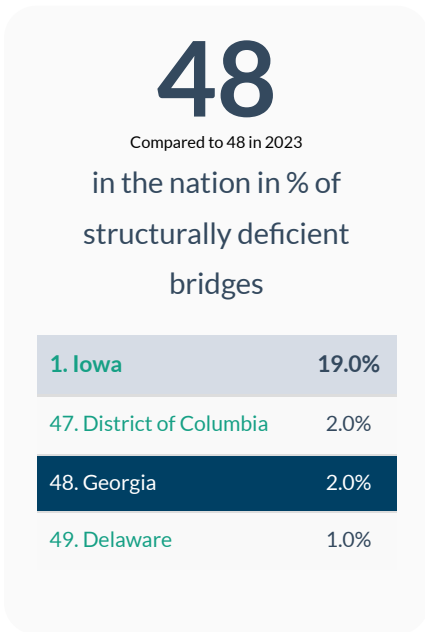 48
Compared to 48 in 2023
in the nation in % of
structurally deficient
bridges
1. Iowa 19.0%
47. District of Columbia 2.0%
48. Georgia 2.0%
49. Delaware 1.0%